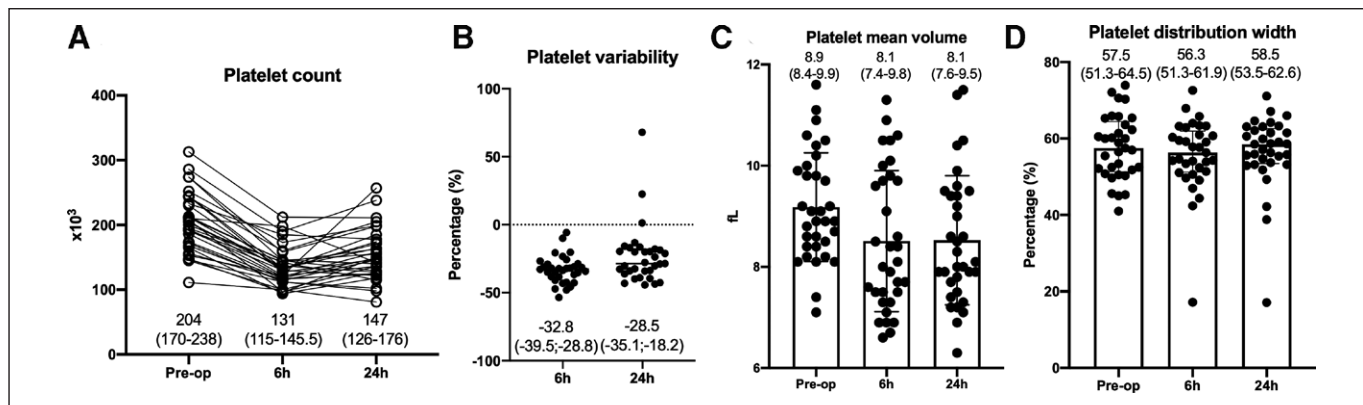 A
Platelet count
x10³
400
300
200
100
0
204
(170-238)
131
(115-145.5)
147
(126-176)
Pre-op
6h
24h
B
Platelet variability
Percentage (%)
100
50
0
-50
-100
-32.8
(-39.5;-28.8)
-28.5
(-35.1;-18.2)
6h
24h
C
Platelet mean volume
8.9
(8.4-9.9)
8.1
(7.4-9.8)
8.1
(7.6-9.5)
fL
12
10
8
6
Pre-op
6h
24h
D
Platelet distribution width
57.5
(51.3-64.5)
56.3
(51.3-61.9)
58.5
(53.5-62.6)
Percentage (%)
80
60
40
20
0
Pre-op
6h
24h